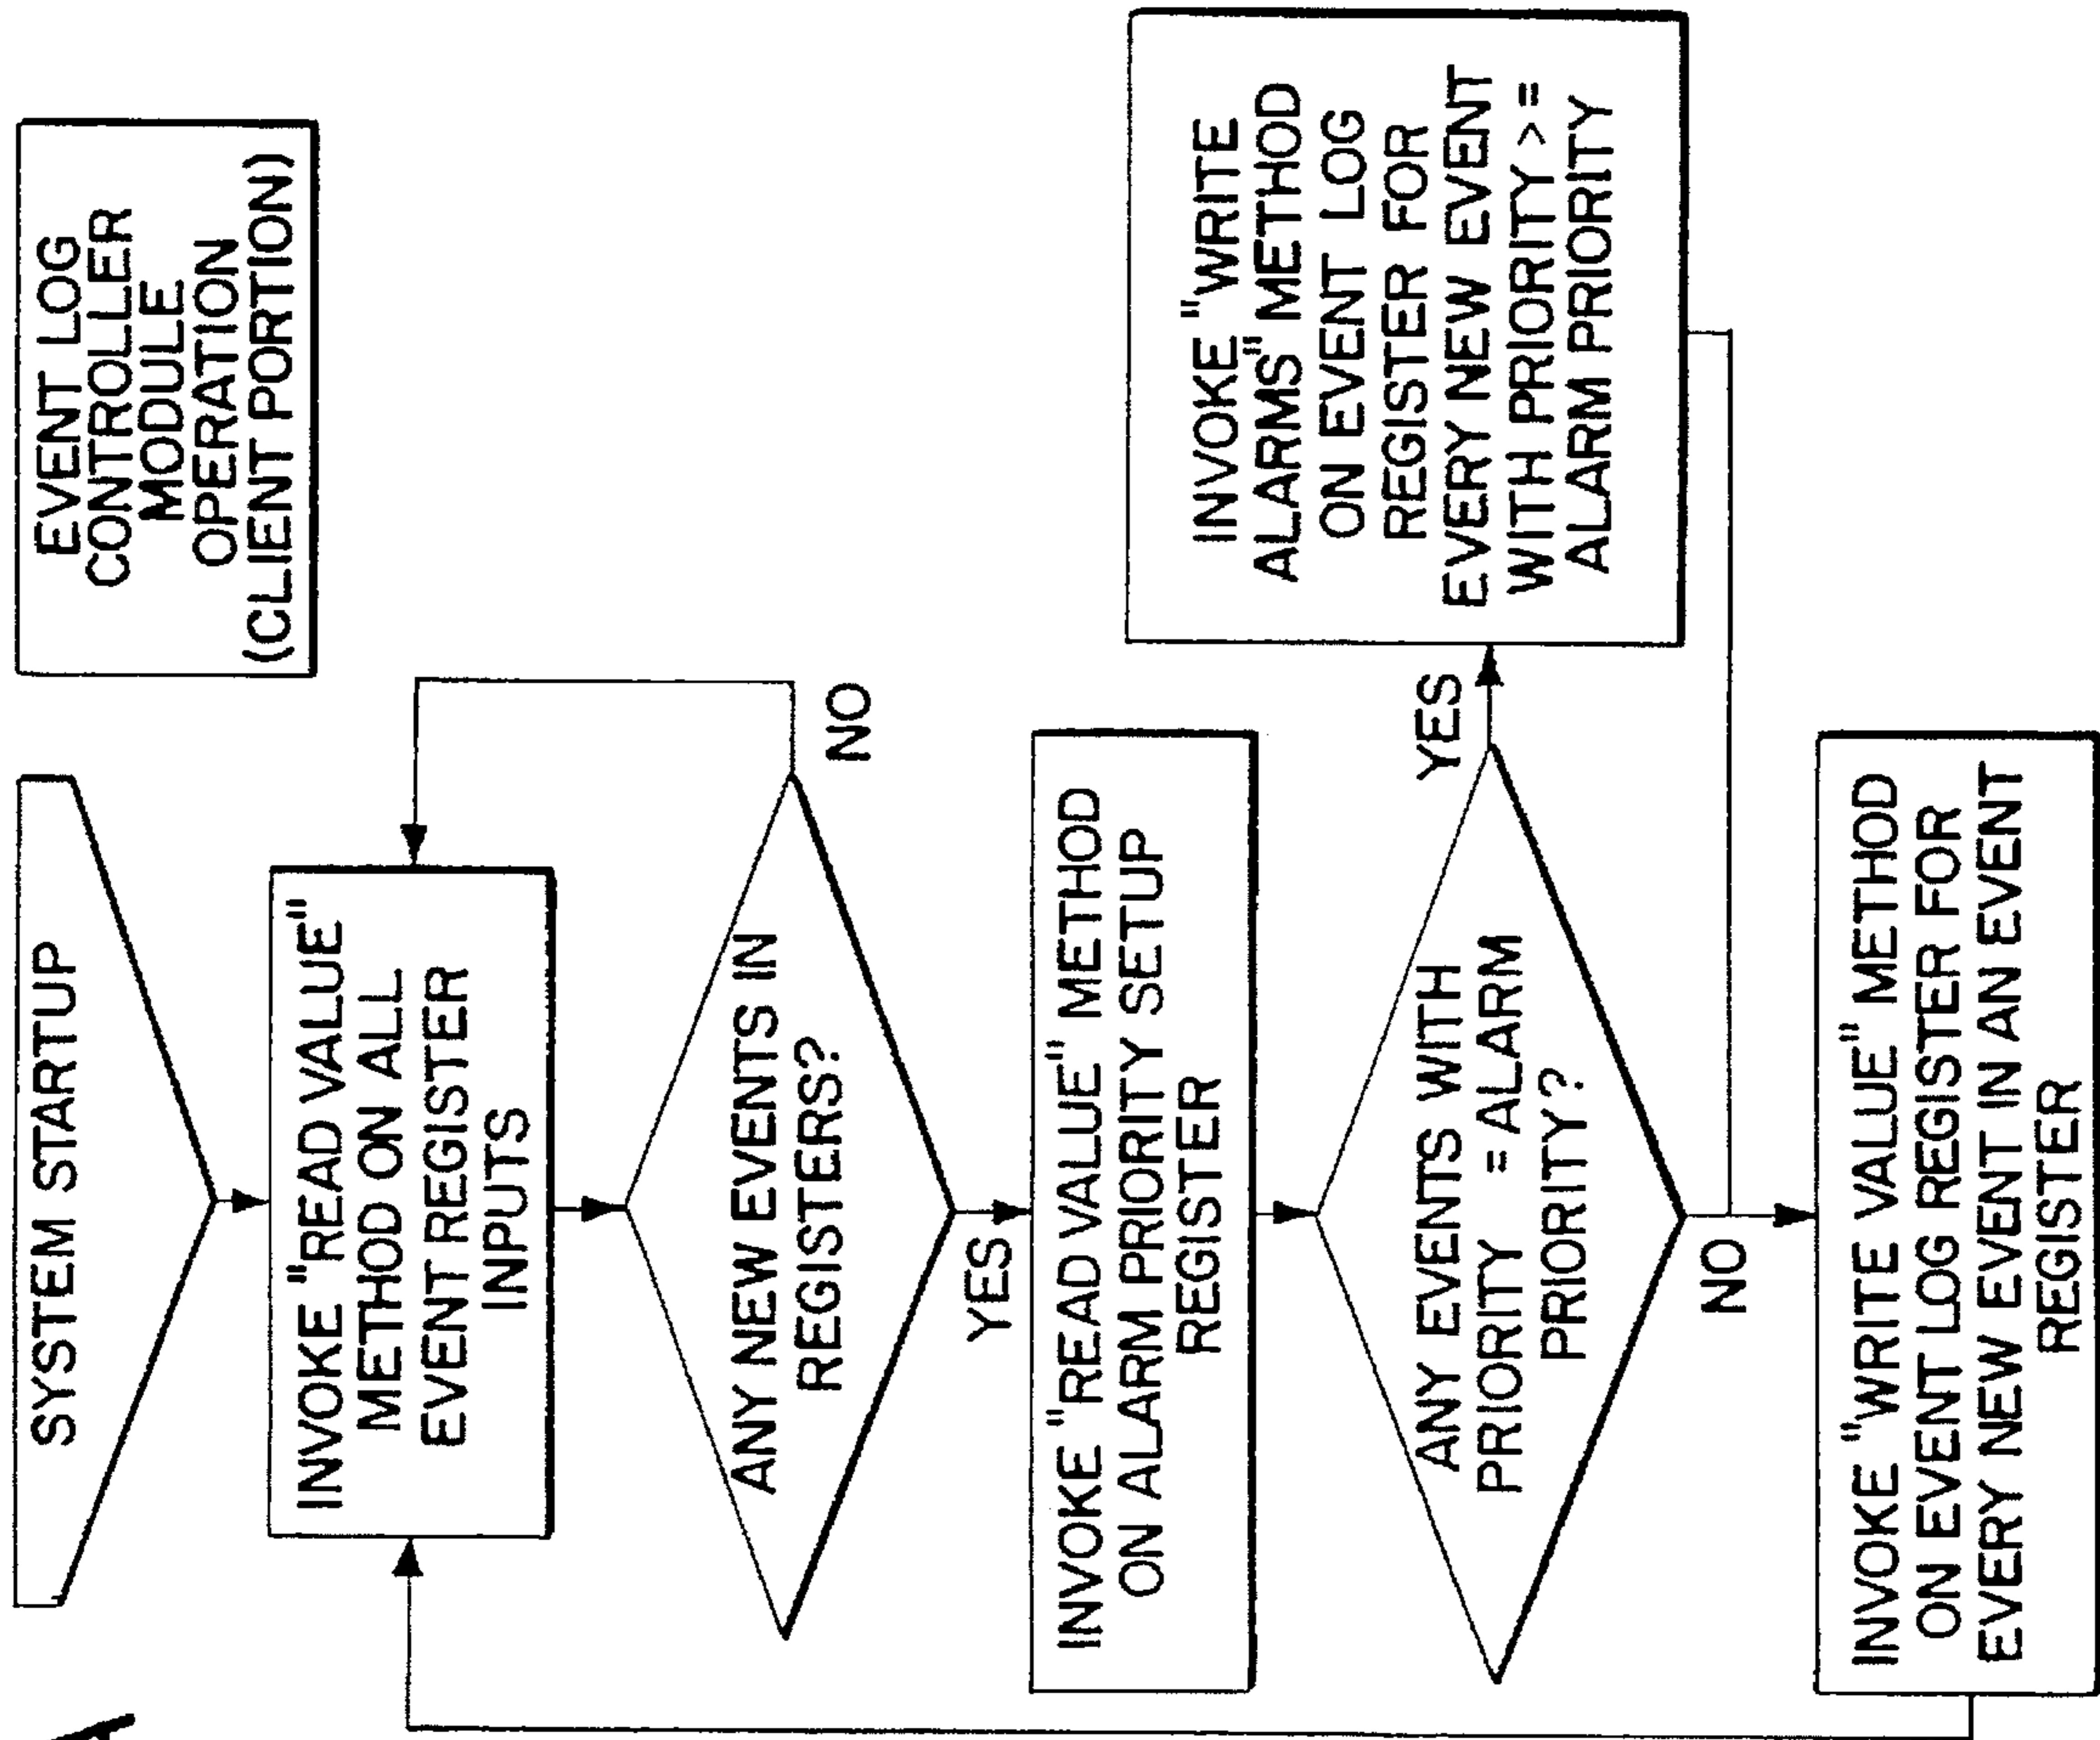 EVENT LOG
CONTROLLER
MODULE
OPERATION
(CLIENT PORTION)
SYSTEM STARTUP
INVOKE "READ VALUE"
METHOD ON ALL
EVENT REGISTER
INPUTS
ANY NEW EVENTS IN
REGISTERS?
NO
YES
INVOKE "READ VALUE" METHOD
ON ALARM PRIORITY SETUP
REGISTER
ANY EVENTS WITH
PRIORITY = ALARM
PRIORITY?
YES
INVOKE "WRITE
ALARMS" METHOD
ON EVENT LOG
REGISTER FOR
EVERY NEW EVENT
WITH PRIORITY >=
ALARM PRIORITY
NO
INVOKE "WRITE VALUE" METHOD
ON EVENT LOG REGISTER FOR
EVERY NEW EVENT IN AN EVENT
REGISTER